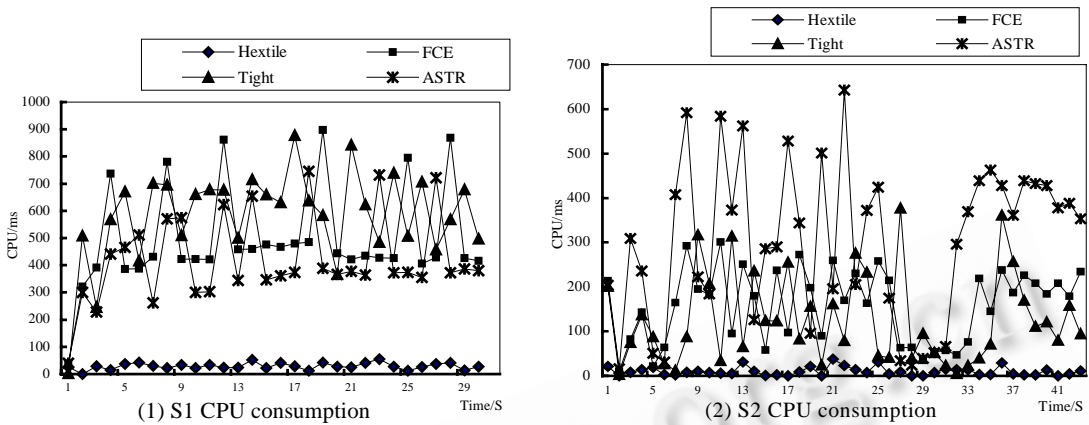 Hextile
FCE
Tight
ASTR
1000
900
800
700
600
500
400
300
200
100
0
CPU/ms
1 5 9 13 17 21 25 29
Time/S
(1) S1 CPU consumption
Hextile
FCE
Tight
ASTR
700
600
500
400
300
200
100
0
CPU/ms
1 5 9 13 17 21 25 29 33 37 41
Time/S
(2) S2 CPU consumption